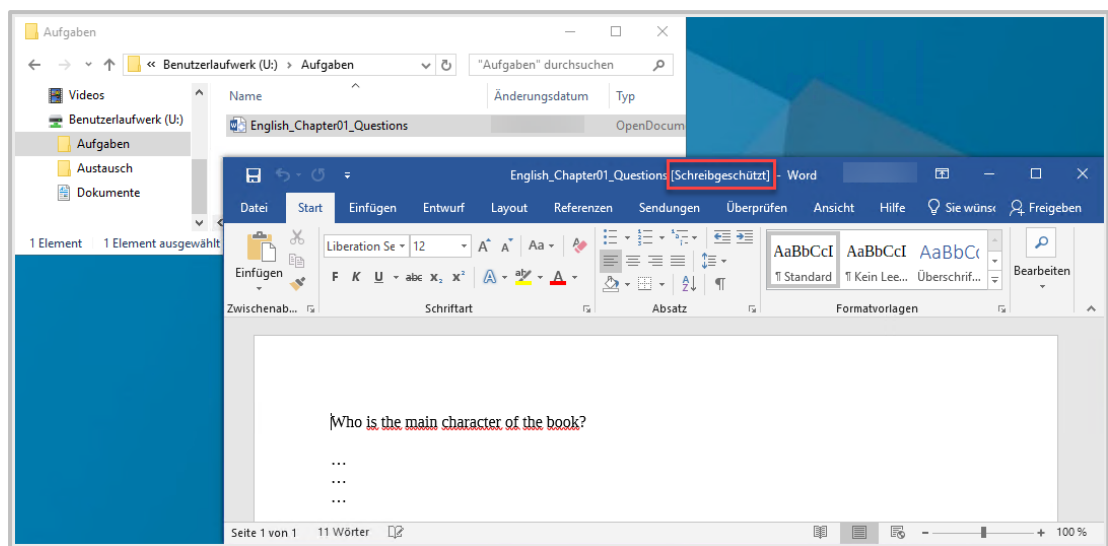 Aufgaben
« Benutzerlaufwerk (U:) › Aufgaben
"Aufgaben" durchsuchen
Videos
Benutzerlaufwerk (U:)
Aufgaben
Austausch
Dokumente
Name Änderungsdatum Typ
English_Chapter01_Questions OpenDocum
1 Element 1 Element ausgewählt
English_Chapter01_Questions [Schreibgeschützt] - Word
Datei Start Einfügen Entwurf Layout Referenzen Sendungen Überprüfen Ansicht Hilfe Sie wünsc Freigeben
Einfügen
Liberation Se 12 A A Aa
F K U abc x₂ x² A aby A
AaBbCcI AaBbCcI AaBbC(
¶ Standard ¶ Kein Lee... Überschrif...
Bearbeiten
Zwischenab... Schriftart Absatz Formatvorlagen
Who is the main character of the book?
…
…
…
Seite 1 von 1 11 Wörter 100 %